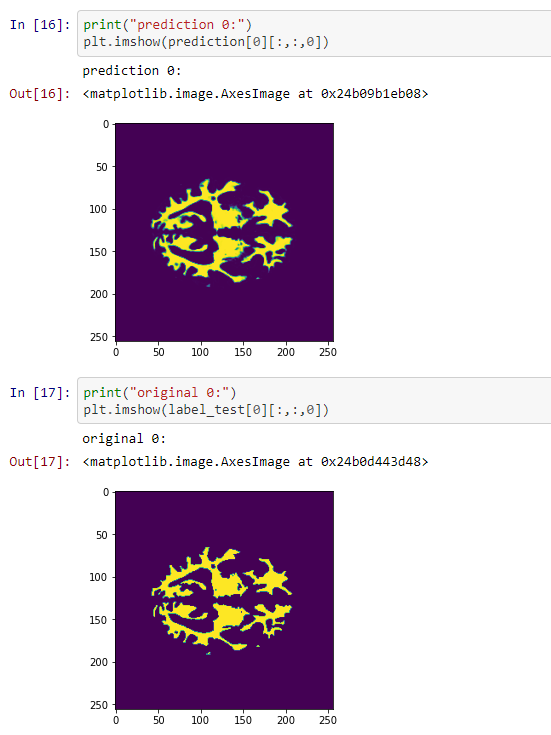 In [16]: print("prediction 0:")
plt.imshow(prediction[0][:,:,0])
prediction 0:
Out[16]: <matplotlib.image.AxesImage at 0x24b09b1eb08>
0
50
100
150
200
250
0 50 100 150 200 250
In [17]: print("original 0:")
plt.imshow(label_test[0][:,:,0])
original 0:
Out[17]: <matplotlib.image.AxesImage at 0x24b0d443d48>
0
50
100
150
200
250
0 50 100 150 200 250